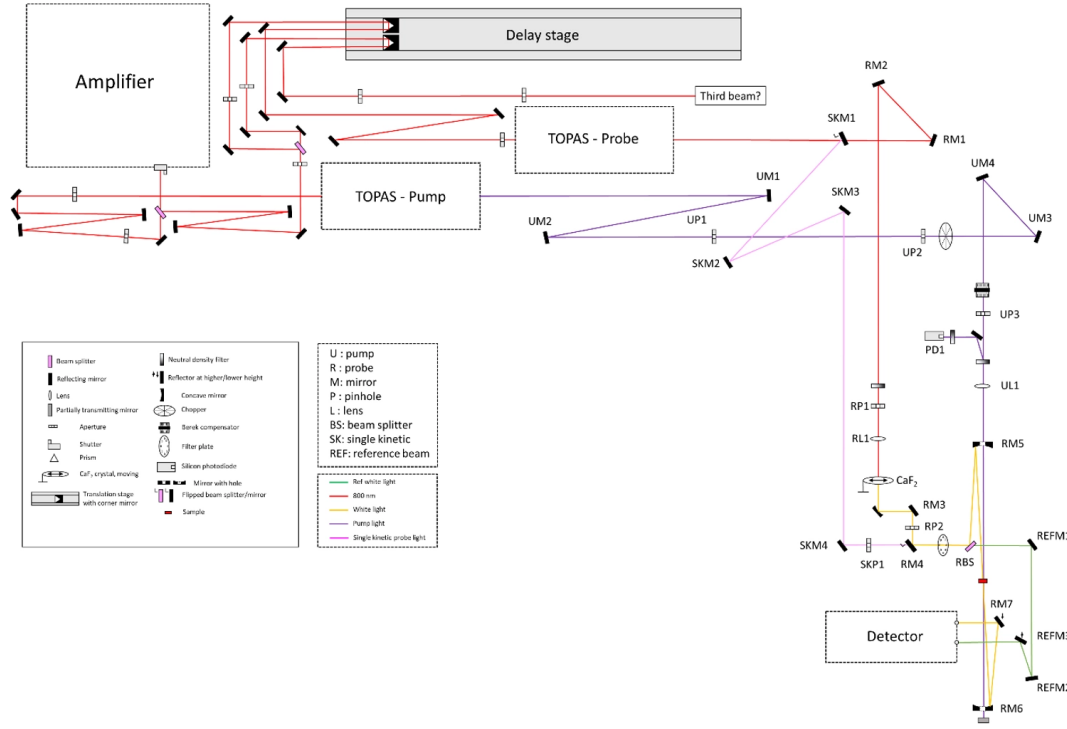 Amplifier
Delay stage
Third beam?
TOPAS - Probe
TOPAS - Pump
SKM1
RM2
RM1
UM1
UM2
UP1
SKM2
SKM3
UP2
UM4
UM3
UP3
PD1
UL1
RP1
RL1
CaF2
RM3
RP2
RM4
RM5
SKM4
SKP1
RBS
REFM1
RM7
REFM3
REFM2
RM6
Detector
Beam splitter
Reflecting mirror
Lens
Partially transmitting mirror
Aperture
Shutter
Prism
CaF2 crystal, moving
Translation stage
with corner mirror
Neutral density filter
Reflector at higher/lower height
Concave mirror
Chopper
Berek compensator
Filter plate
Silicon photodiode
Mirror with hole
Flipped beam splitter/mirror
Sample
U : pump
R : probe
M: mirror
P : pinhole
L : lens
BS: beam splitter
SK: single kinetic
REF: reference beam
Ref white light
800 nm
White light
Pump light
Single kinetic probe light